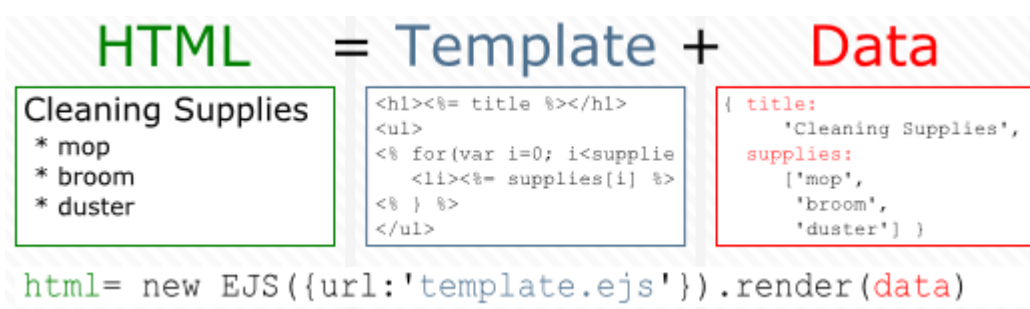 HTML = Template + Data
Cleaning Supplies
* mop
* broom
* duster
<h1><%= title %></h1>
<ul>
<% for(var i=0; i<supplie
<li><%= supplies[i] %>
<% } %>
</ul>
{ title:
'Cleaning Supplies',
supplies:
['mop',
'broom',
'duster'] }
html= new EJS({url:'template.ejs'}).render(data)